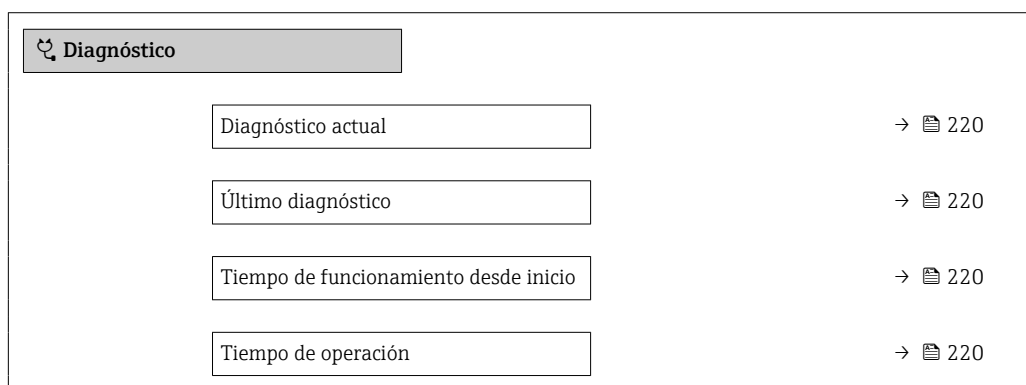 Diagnóstico
Diagnóstico actual → 220
Último diagnóstico → 220
Tiempo de funcionamiento desde inicio → 220
Tiempo de operación → 220